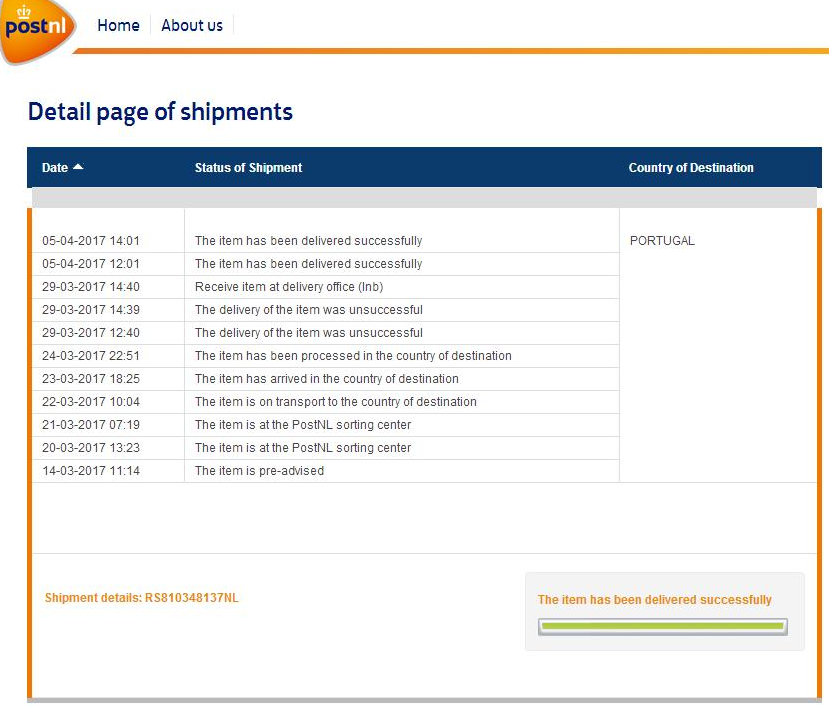 postnl
Home About us
Detail page of shipments
Date Status of Shipment Country of Destination
05-04-2017 14:01 The item has been delivered successfully PORTUGAL
05-04-2017 12:01 The item has been delivered successfully
29-03-2017 14:40 Receive item at delivery office (Inb)
29-03-2017 14:39 The delivery of the item was unsuccessful
29-03-2017 12:40 The delivery of the item was unsuccessful
24-03-2017 22:51 The item has been processed in the country of destination
23-03-2017 18:25 The item has arrived in the country of destination
22-03-2017 10:04 The item is on transport to the country of destination
21-03-2017 07:19 The item is at the PostNL sorting center
20-03-2017 13:23 The item is at the PostNL sorting center
14-03-2017 11:14 The item is pre-advised
Shipment details: RS810348137NL
The item has been delivered successfully